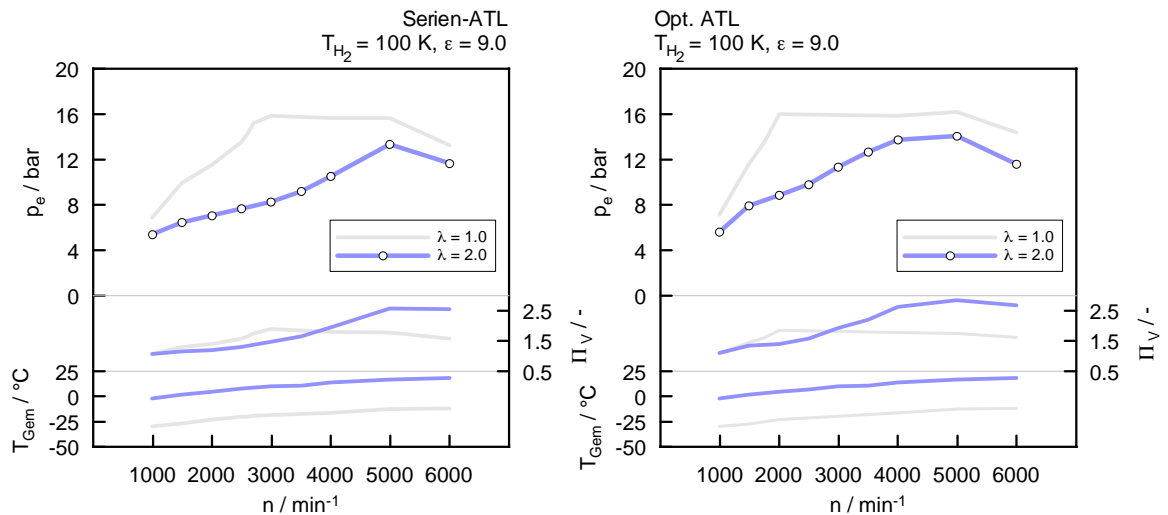 Serien-ATL
T_H₂ = 100 K, ε = 9.0
20
16
12
8
4
0
p_e / bar
λ = 1.0
λ = 2.0
2.5
1.5
0.5
Π_V / -
25
0
-25
-50
T_Gem / °C
1000 2000 3000 4000 5000 6000
n / min⁻¹
Opt. ATL
T_H₂ = 100 K, ε = 9.0
20
16
12
8
4
0
p_e / bar
λ = 1.0
λ = 2.0
2.5
1.5
0.5
Π_V / -
25
0
-25
-50
T_Gem / °C
1000 2000 3000 4000 5000 6000
n / min⁻¹